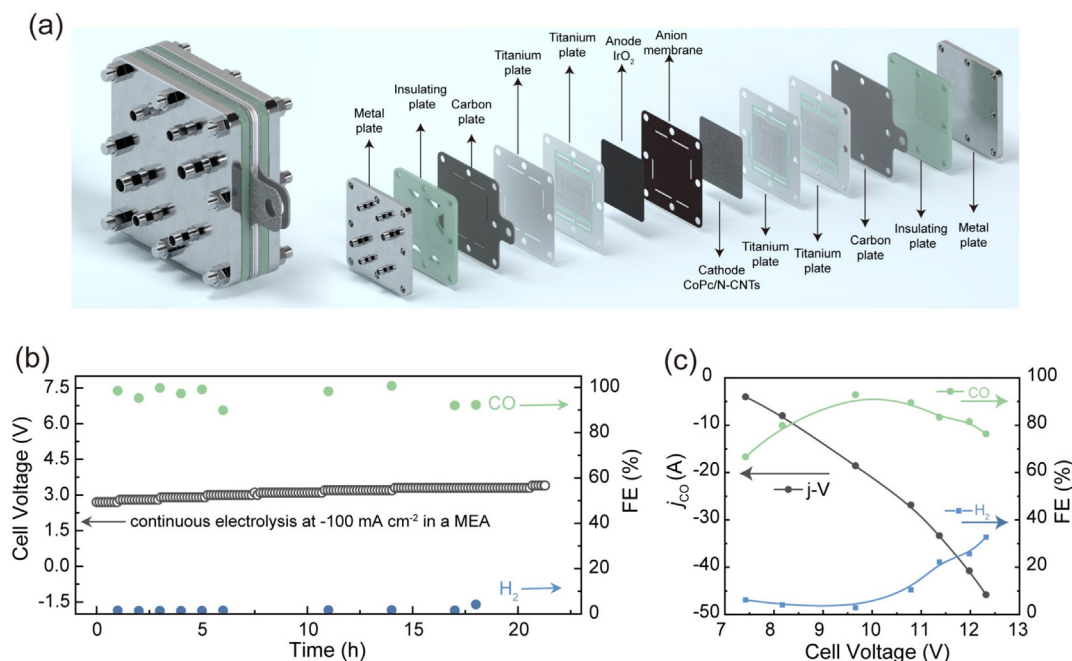 (a)
Metal
plate
Insulating
plate
Carbon
plate
Titanium
plate
Titanium
plate
Anode
IrO₂
Anion
membrane
Cathode
CoPc/N-CNTs
Titanium
plate
Titanium
plate
Carbon
plate
Insulating
plate
Metal
plate
(b)
Cell Voltage (V)
7.5
6.0
4.5
3.0
1.5
0.0
-1.5
CO
continuous electrolysis at -100 mA cm⁻² in a MEA
H₂
100
80
60
40
20
0
FE (%)
0
5
10
15
20
Time (h)
(c)
jCO (A)
0
-10
-20
-30
-40
-50
CO
j-V
H₂
100
80
60
40
20
0
FE (%)
7
8
9
10
11
12
13
Cell Voltage (V)